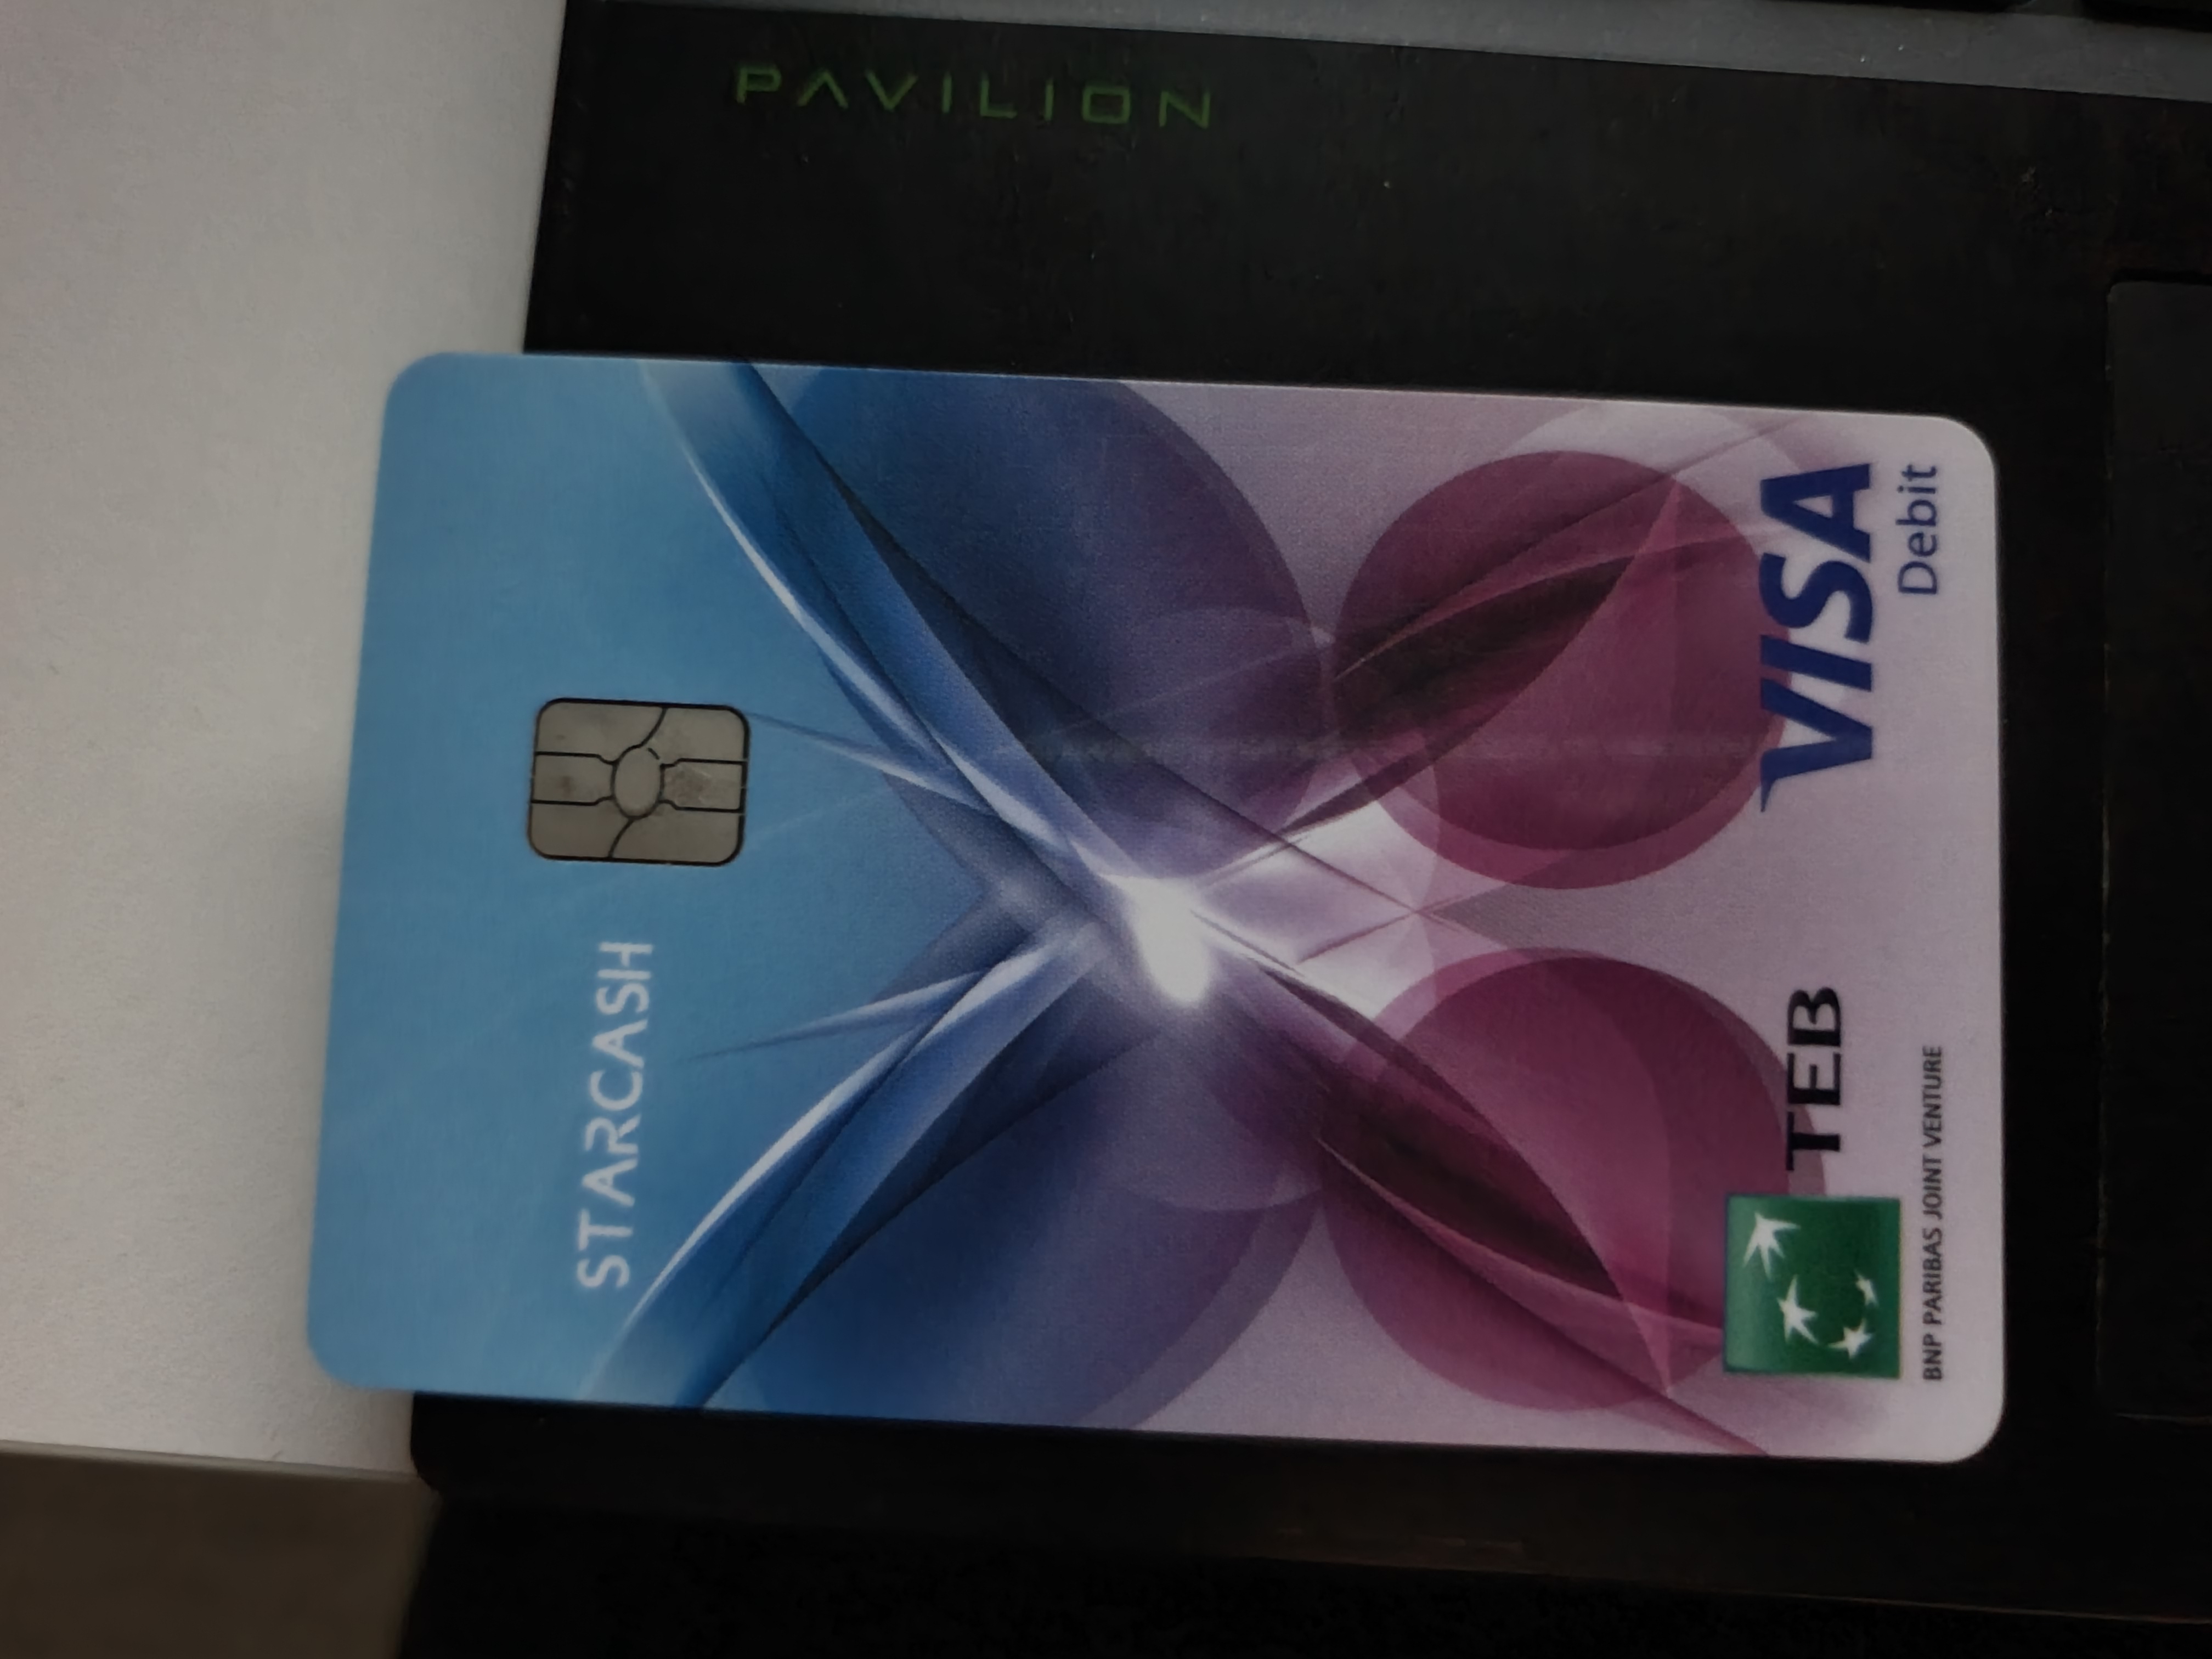 STARCASH
PAVILION
TEB
BNP PARIBAS JOINT VENTURE
VISA
Debit